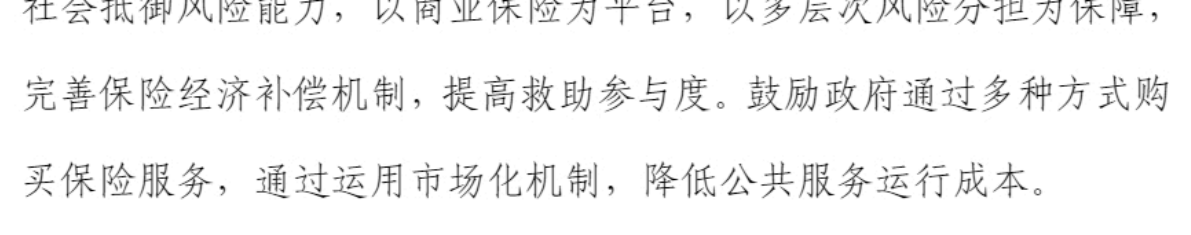 社会抵御风险能力，以商业保险为平台，以多层次风险分担为保障，
完善保险经济补偿机制，提高救助参与度。鼓励政府通过多种方式购
买保险服务，通过运用市场化机制，降低公共服务运行成本。